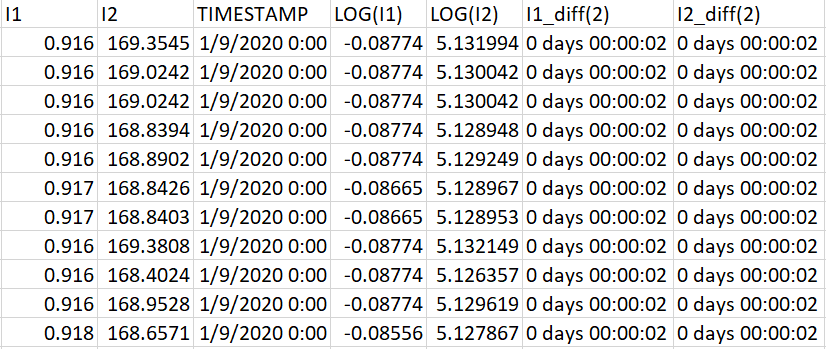 I1 I2 TIMESTAMP LOG(I1) LOG(I2) I1_diff(2) I2_diff(2)
0.916 169.3545 1/9/2020 0:00 -0.08774 5.131994 0 days 00:00:02 0 days 00:00:02
0.916 169.0242 1/9/2020 0:00 -0.08774 5.130042 0 days 00:00:02 0 days 00:00:02
0.916 169.0242 1/9/2020 0:00 -0.08774 5.130042 0 days 00:00:02 0 days 00:00:02
0.916 168.8394 1/9/2020 0:00 -0.08774 5.128948 0 days 00:00:02 0 days 00:00:02
0.916 168.8902 1/9/2020 0:00 -0.08774 5.129249 0 days 00:00:02 0 days 00:00:02
0.917 168.8426 1/9/2020 0:00 -0.08665 5.128967 0 days 00:00:02 0 days 00:00:02
0.917 168.8403 1/9/2020 0:00 -0.08665 5.128953 0 days 00:00:02 0 days 00:00:02
0.916 169.3808 1/9/2020 0:00 -0.08774 5.132149 0 days 00:00:02 0 days 00:00:02
0.916 168.4024 1/9/2020 0:00 -0.08774 5.126357 0 days 00:00:02 0 days 00:00:02
0.916 168.9528 1/9/2020 0:00 -0.08774 5.129619 0 days 00:00:02 0 days 00:00:02
0.918 168.6571 1/9/2020 0:00 -0.08556 5.127867 0 days 00:00:02 0 days 00:00:02